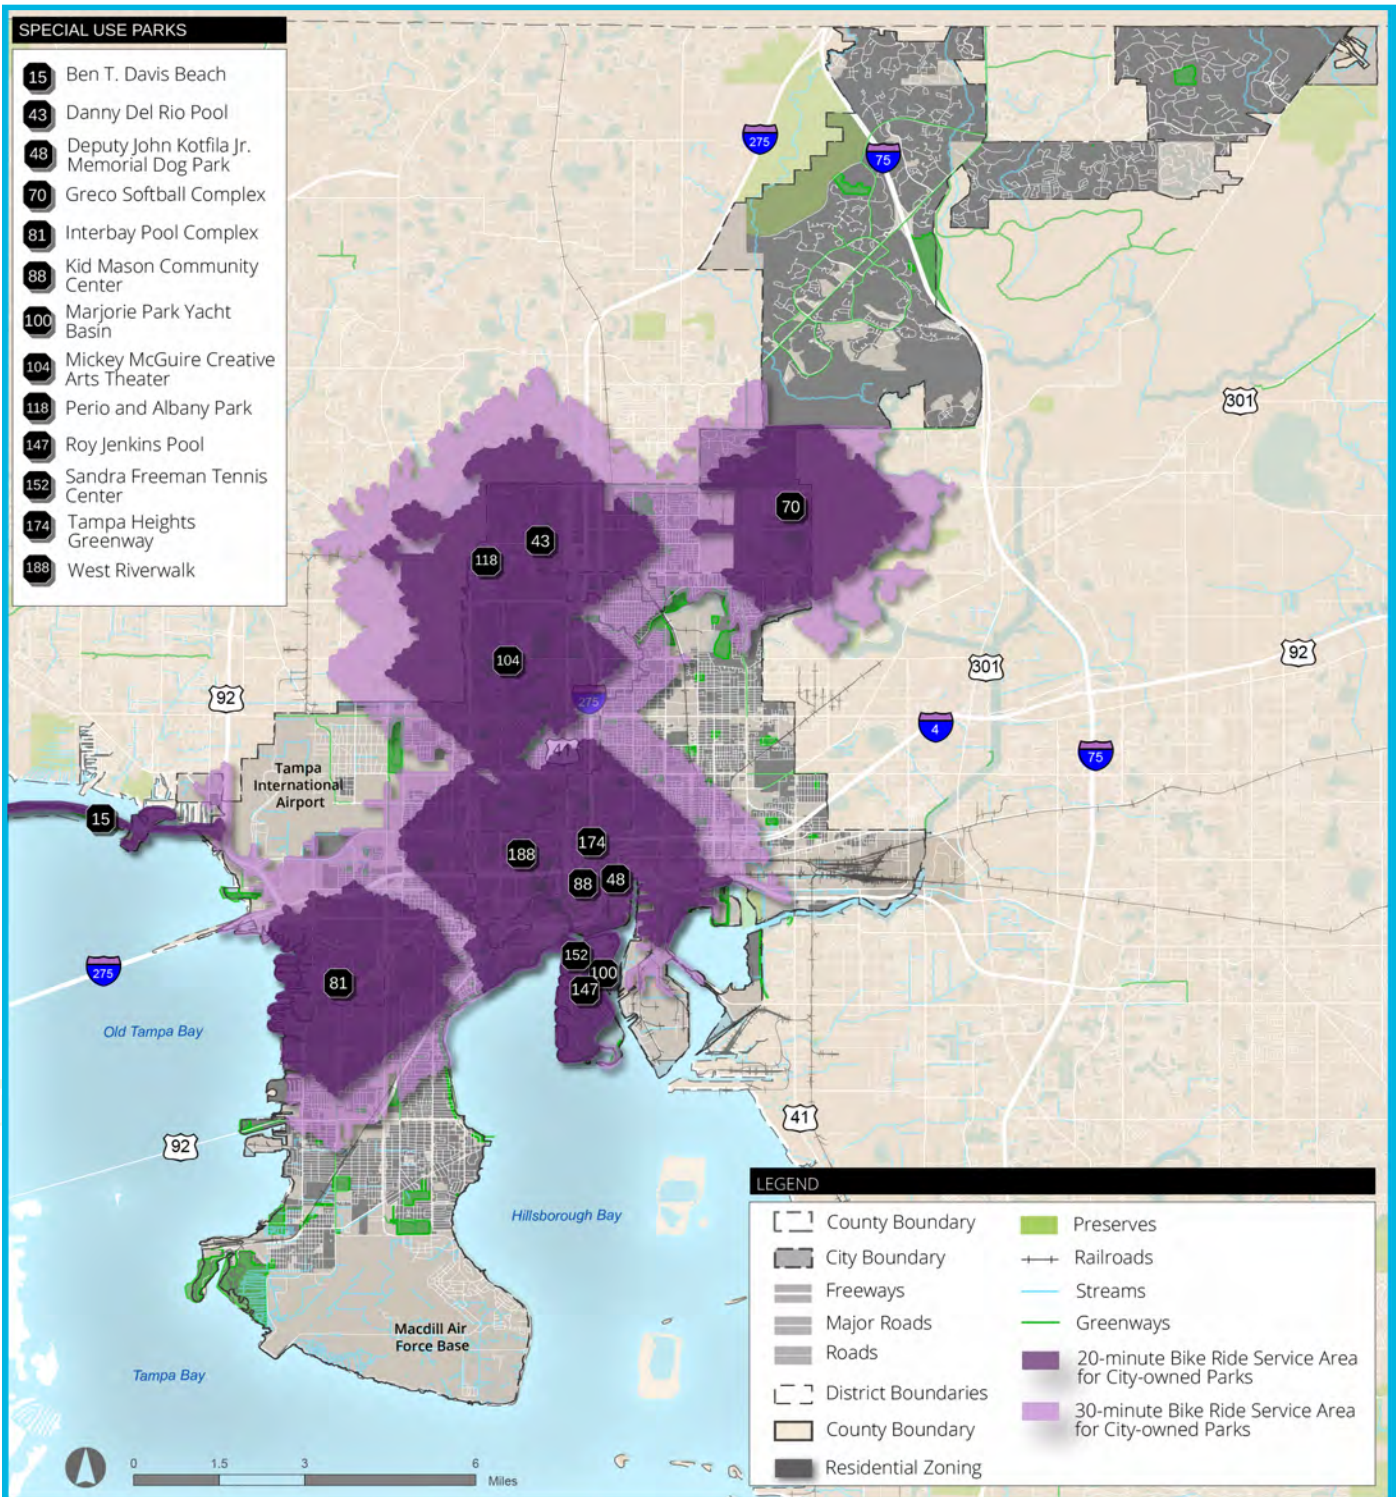 SPECIAL USE PARKS
15 Ben T. Davis Beach
43 Danny Del Rio Pool
48 Deputy John Kotfila Jr.
Memorial Dog Park
70 Greco Softball Complex
81 Interbay Pool Complex
88 Kid Mason Community
Center
100 Marjorie Park Yacht
Basin
104 Mickey McGuire Creative
Arts Theater
118 Perio and Albany Park
147 Roy Jenkins Pool
152 Sandra Freeman Tennis
Center
174 Tampa Heights
Greenway
188 West Riverwalk
275
75
301
70
43
118
104
301
92
92
275
4
75
41
Tampa
International
Airport
15
188
174
88
48
152
100
147
81
275
Old Tampa Bay
92
41
Hillsborough Bay
Macdill Air
Force Base
Tampa Bay
0 1.5 3 6
Miles
LEGEND
County Boundary
City Boundary
Freeways
Major Roads
Roads
District Boundaries
County Boundary
Residential Zoning
Preserves
Railroads
Streams
Greenways
20-minute Bike Ride Service Area
for City-owned Parks
30-minute Bike Ride Service Area
for City-owned Parks